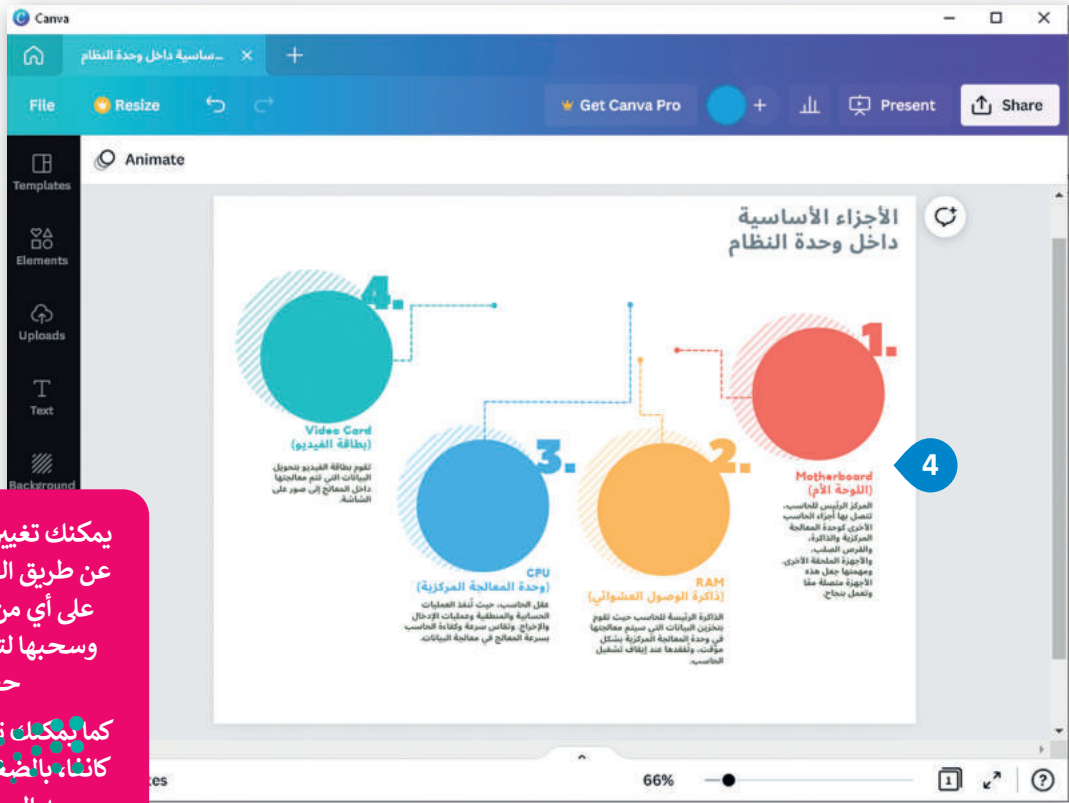 Canva
ـساسية داخل وحدة النظام
File
Resize
Get Canva Pro
Present
Share
Animate
Templates
Elements
Uploads
Text
Background
الأجزاء الأساسية
داخل وحدة النظام
1.
Motherboard
(اللوحة الأم)
المركز الرئيس للحاسب،
تتصل بها أجزاء الحاسب
الأخرى كوحدة المعالجة
المركزية والذاكرة،
والقرص الصلب،
والأجهزة الملحقة الأخرى.
ومهمتها جعل هذه
الأجهزة متصلة معًا
وتعمل بنجاح.
4
2.
RAM
(ذاكرة الوصول العشوائي)
الذاكرة الرئيسة للحاسب حيث تقوم
بتخزين البيانات التي سيتم معالجتها
في وحدة المعالجة المركزية بشكل
مؤقت، وتُفقدها عند إيقاف تشغيل
الحاسب.
3.
CPU
(وحدة المعالجة المركزية)
عقل الحاسب، حيث تُنفذ العمليات
الحسابية والمنطقية وعمليات الإدخال
والإخراج. وتقاس سرعة وكفاءة الحاسب
بسرعة المعالج في معالجة البيانات.
4.
Video Card
(بطاقة الفيديو)
تقوم بطاقة الفيديو بتحويل
البيانات التي تتم معالجتها
داخل المعالج إلى صور على
الشاشة.
يمكنك تغيير
عن طريق
على أي من
وسحبها
كما يمكنك
66%
1